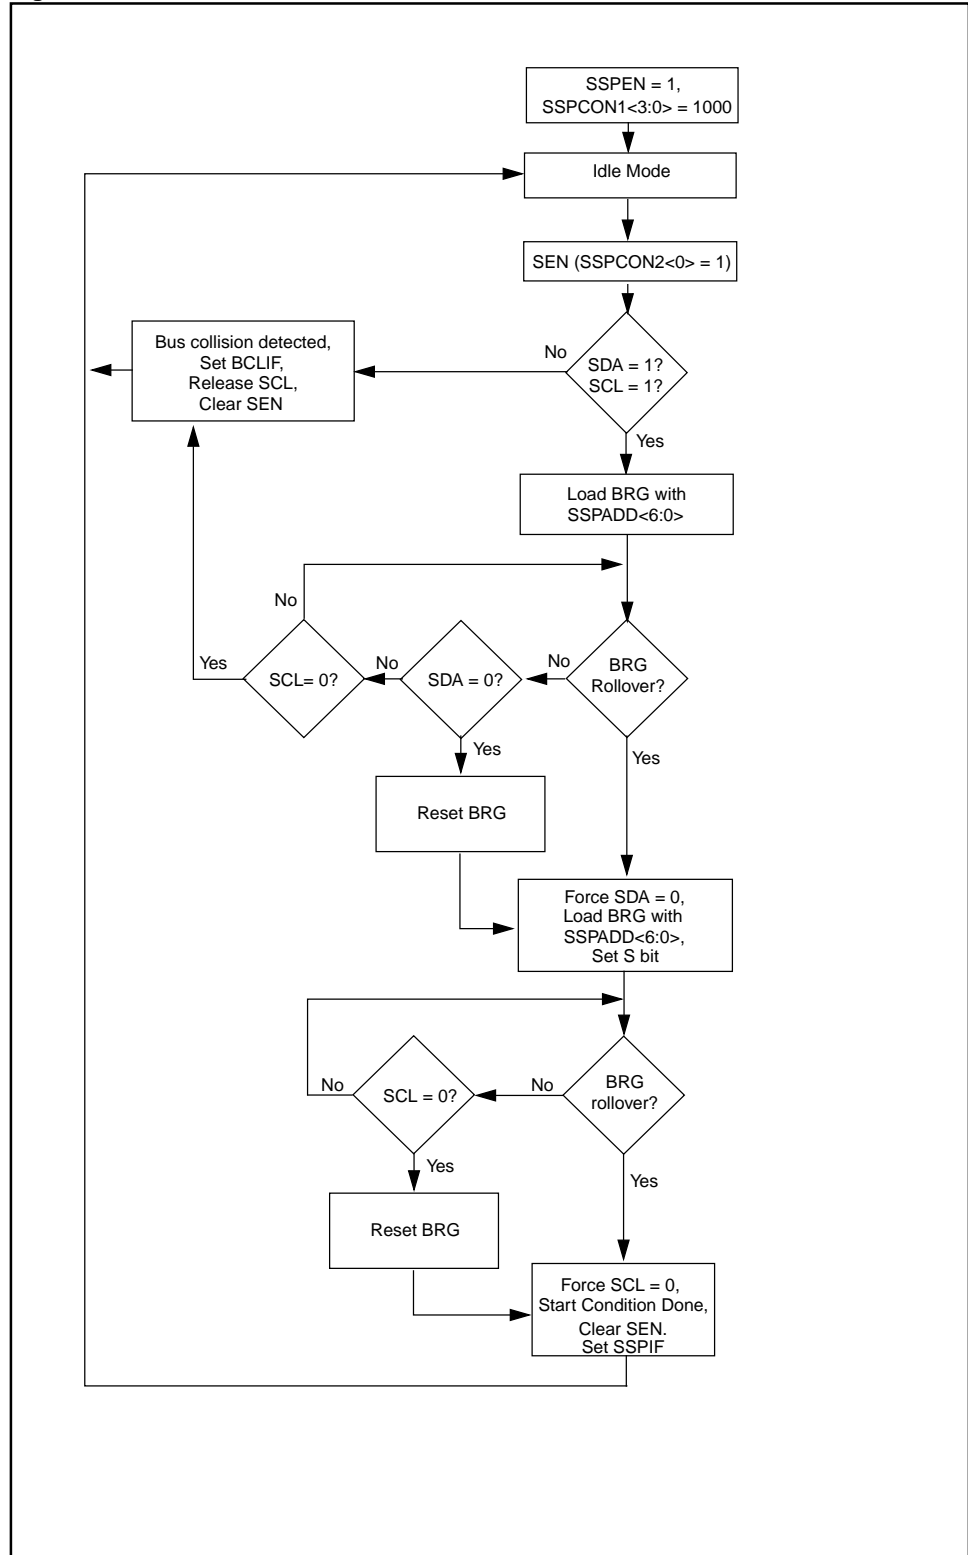 SSPEN = 1,
SSPCON1<3:0> = 1000
Idle Mode
SEN (SSPCON2<0> = 1)
Bus collision detected,
Set BCLIF,
Release SCL,
Clear SEN
No
SDA = 1?
SCL = 1?
Yes
Load BRG with
SSPADD<6:0>
No
Yes
SCL= 0?
No
SDA = 0?
No
BRG
Rollover?
Yes
Yes
Reset BRG
Force SDA = 0,
Load BRG with
SSPADD<6:0>,
Set S bit
No
SCL = 0?
No
BRG
rollover?
Yes
Yes
Reset BRG
Force SCL = 0,
Start Condition Done,
Clear SEN.
Set SSPIF